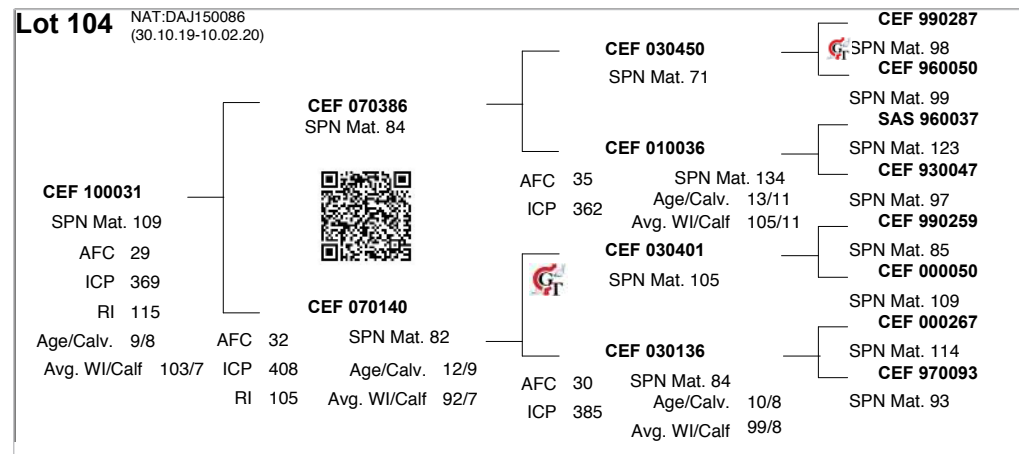 Lot 104 NAT:DAJ150086
(30.10.19-10.02.20)
CEF 100031
SPN Mat. 109
AFC 29
ICP 369
RI 115
Age/Calv. 9/8
Avg. WI/Calf 103/7
CEF 070386
SPN Mat. 84
CEF 070140
AFC 32 SPN Mat. 82
ICP 408 Age/Calv. 12/9
RI 105 Avg. WI/Calf 92/7
CEF 030450
SPN Mat. 71
CEF 010036
AFC 35 SPN Mat. 134
ICP 362 Age/Calv. 13/11
Avg. WI/Calf 105/11
GT
CEF 030401
SPN Mat. 105
CEF 030136
AFC 30 SPN Mat. 84
ICP 385 Age/Calv. 10/8
Avg. WI/Calf 99/8
CEF 990287
GT SPN Mat. 98
CEF 960050
SPN Mat. 99
SAS 960037
SPN Mat. 123
CEF 930047
SPN Mat. 97
CEF 990259
SPN Mat. 85
CEF 000050
SPN Mat. 109
CEF 000267
SPN Mat. 114
CEF 970093
SPN Mat. 93